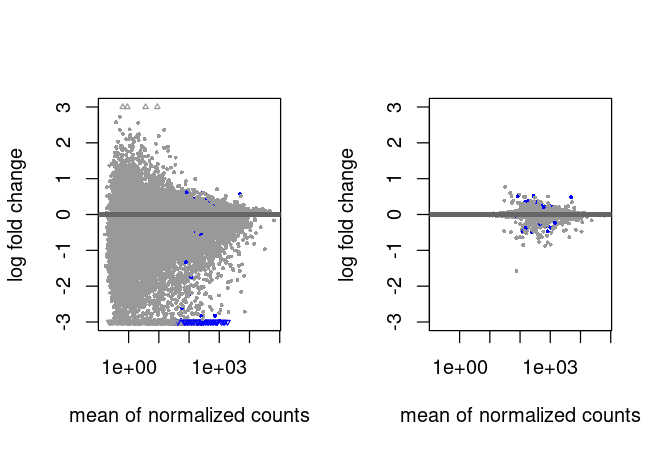 3
2
1
0
-1
-2
-3
log fold change
1e+00 1e+03
mean of normalized counts
3
2
1
0
-1
-2
-3
log fold change
1e+00 1e+03
mean of normalized counts